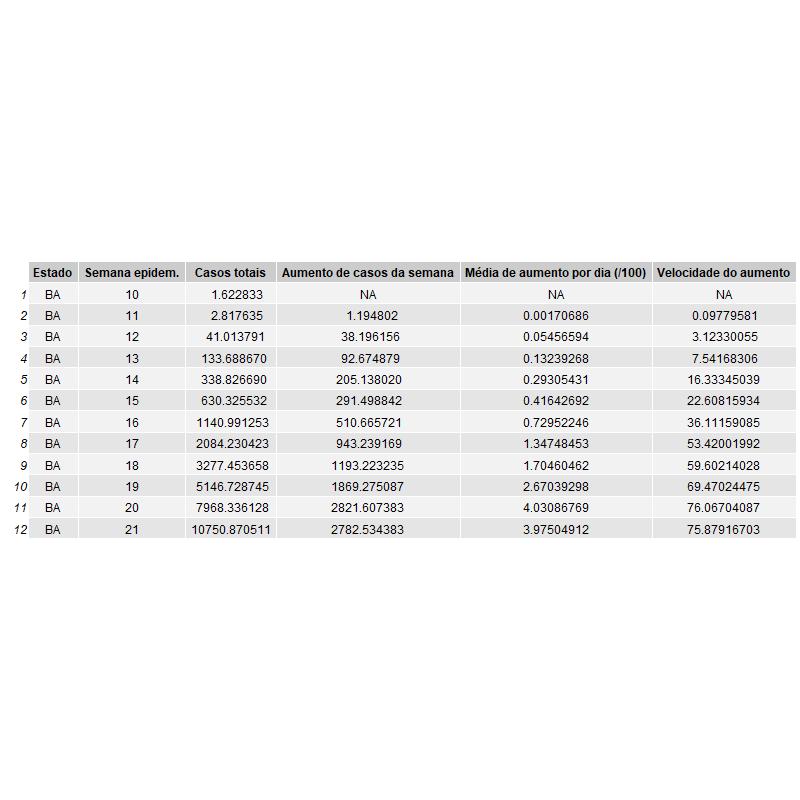 Estado Semana epidem. Casos totais Aumento de casos da semana Média de aumento por dia (/100) Velocidade do aumento
1 BA 10 1.622833 NA NA NA
2 BA 11 2.817635 1.194802 0.00170686 0.09779581
3 BA 12 41.013791 38.196156 0.05456594 3.12330055
4 BA 13 133.688670 92.674879 0.13239268 7.54168306
5 BA 14 338.826690 205.138020 0.29305431 16.33345039
6 BA 15 630.325532 291.498842 0.41642692 22.60815934
7 BA 16 1140.991253 510.665721 0.72952246 36.11159085
8 BA 17 2084.230423 943.239169 1.34748453 53.42001992
9 BA 18 3277.453658 1193.223235 1.70460462 59.60214028
10 BA 19 5146.728745 1869.275087 2.67039298 69.47024475
11 BA 20 7968.336128 2821.607383 4.03086769 76.06704087
12 BA 21 10750.870511 2782.534383 3.97504912 75.87916703